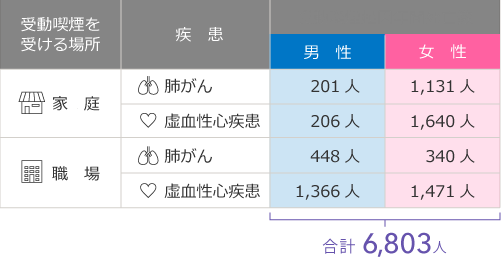 受動喫煙を
受ける場所
疾 患
男 性
女 性
家 庭
肺がん
201 人
1,131 人
虚血性心疾患
206 人
1,640 人
職 場
肺がん
448 人
340 人
虚血性心疾患
1,366 人
1,471 人
合計 6,803人